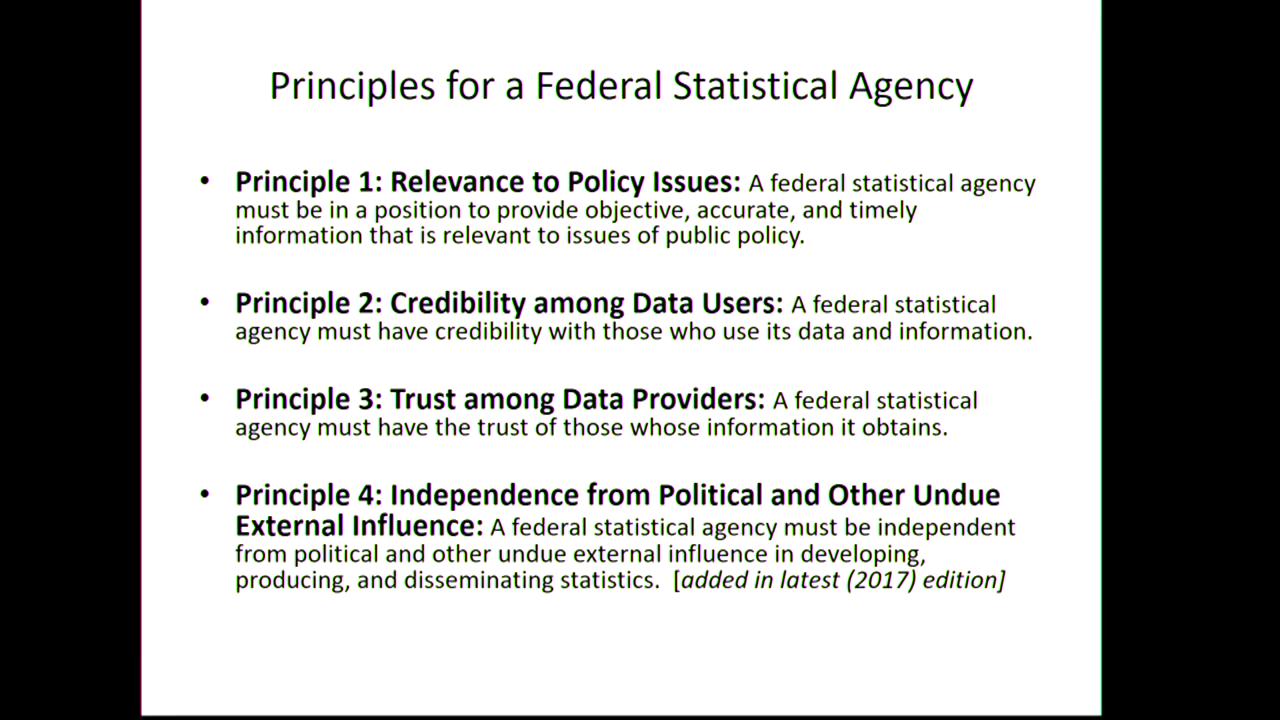 Principles for a Federal Statistical Agency
• Principle 1: Relevance to Policy Issues: A federal statistical agency
must be in a position to provide objective, accurate, and timely
information that is relevant to issues of public policy.
• Principle 2: Credibility among Data Users: A federal statistical
agency must have credibility with those who use its data and information.
• Principle 3: Trust among Data Providers: A federal statistical
agency must have the trust of those whose information it obtains.
• Principle 4: Independence from Political and Other Undue
External Influence: A federal statistical agency must be independent
from political and other undue external influence in developing,
producing, and disseminating statistics. [added in latest (2017) edition]